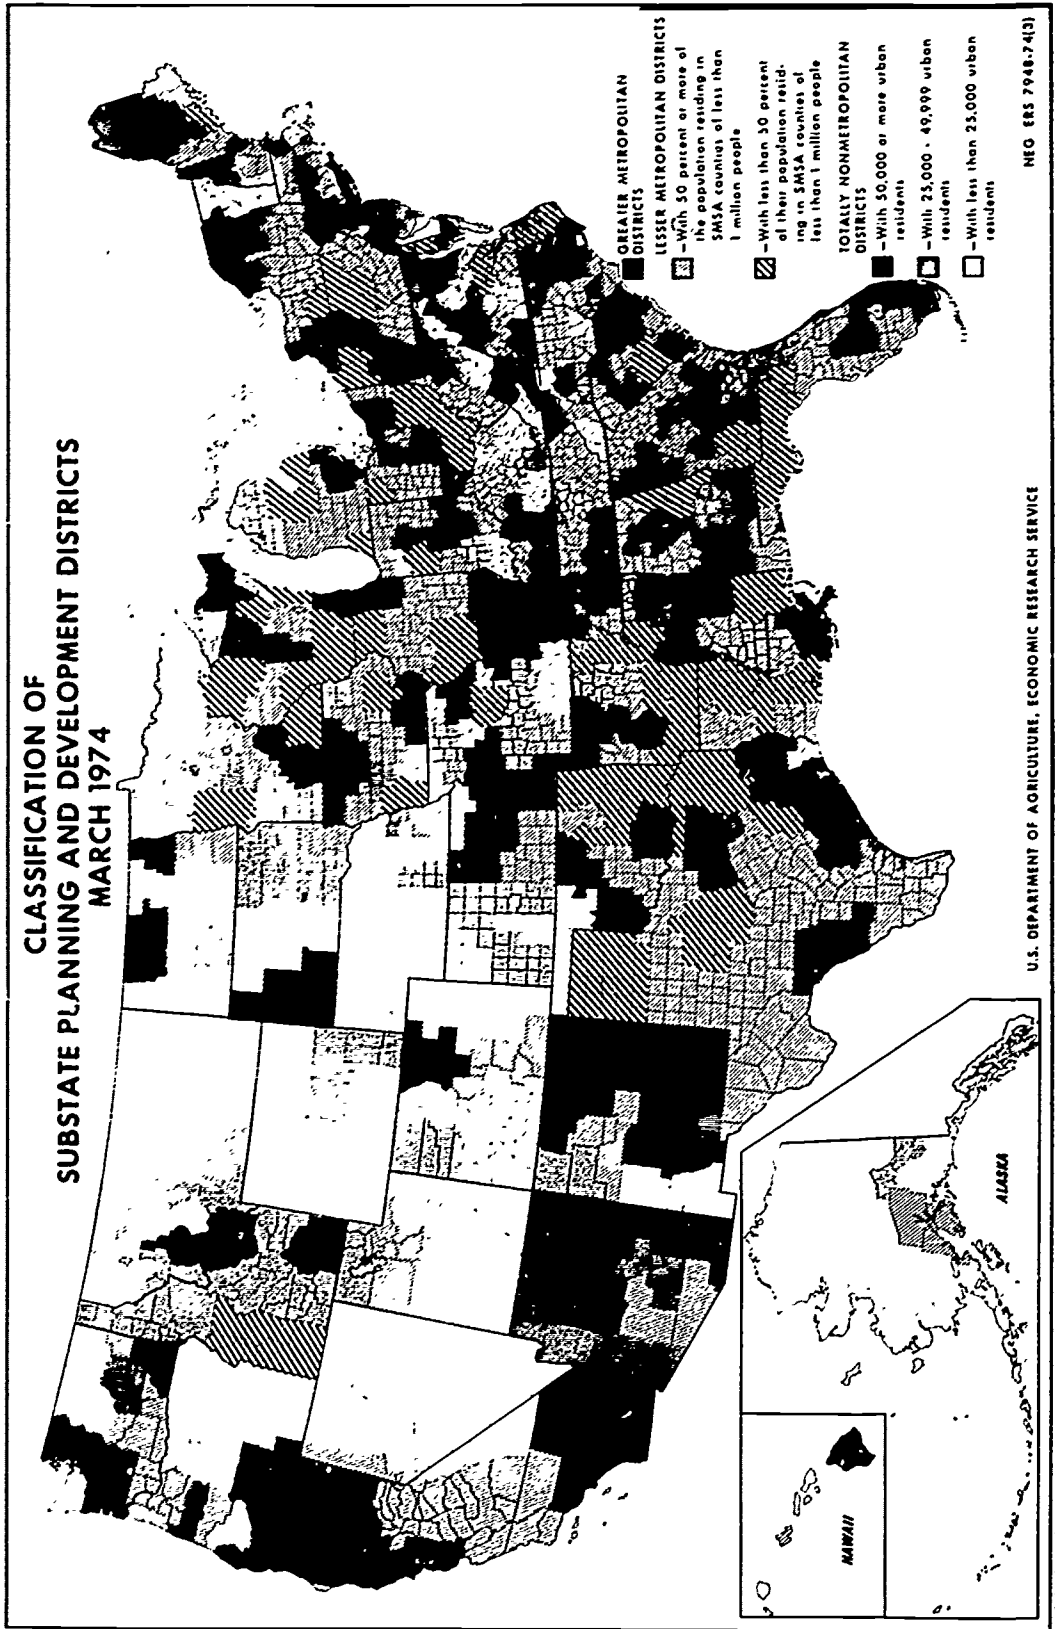 CLASSIFICATION OF
SUBSTATE PLANNING AND DEVELOPMENT DISTRICTS
MARCH 1974
GREATER METROPOLITAN
DISTRICTS
LESSER METROPOLITAN DISTRICTS
-With 50 percent or more of
the population residing in
SMSA counties of less than
1 million people
-With less than 50 percent
of their population resid-
ing in SMSA counties of
less than 1 million people
TOTALLY NONMETROPOLITAN
DISTRICTS
-With 50,000 or more urban
residents
-With 25,000 - 49,999 urban
residents
-With less than 25,000 urban
residents
HAWAII
ALASKA
U.S. DEPARTMENT OF AGRICULTURE, ECONOMIC RESEARCH SERVICE
NEG ERS 7948-74(3)